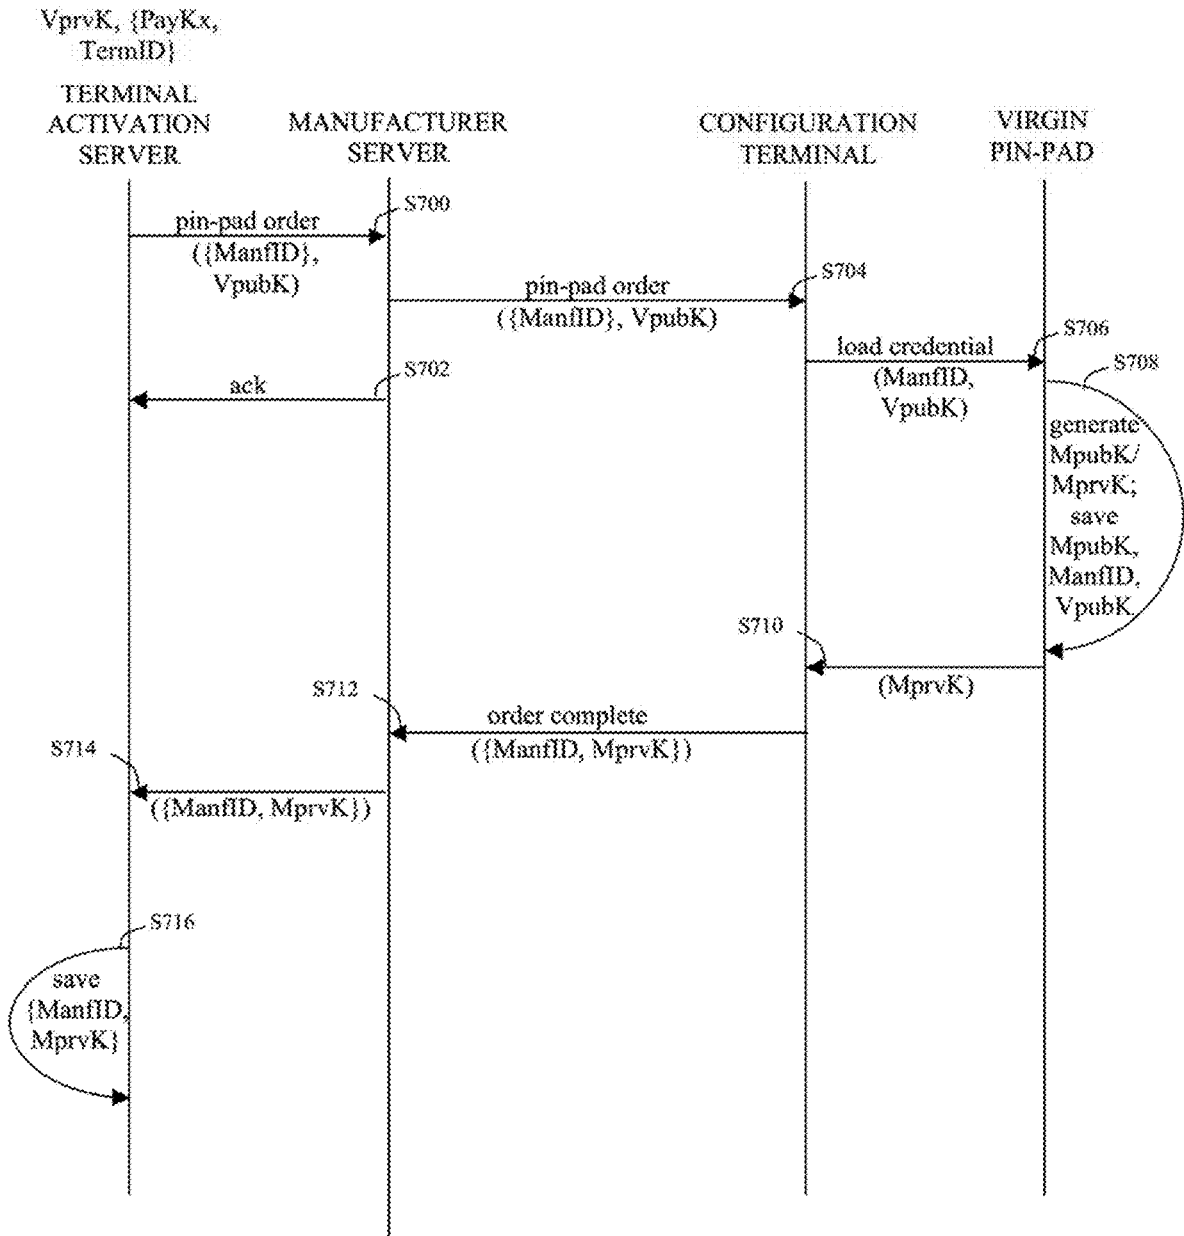 VprvK, {PayKx,
TermID}
TERMINAL
ACTIVATION
SERVER
MANUFACTURER
SERVER
CONFIGURATION
TERMINAL
VIRGIN
PIN-PAD
S700
pin-pad order
({ManfID},
VpubK)
S704
pin-pad order
({ManfID}, VpubK)
S706
load credential
(ManfID,
VpubK)
S702
ack
S708
generate
MpubK/
MprvK;
save
MpubK,
ManfID,
VpubK
S710
(MprvK)
S712
order complete
({ManfID, MprvK})
S714
({ManfID, MprvK})
S716
save
{ManfID,
MprvK}